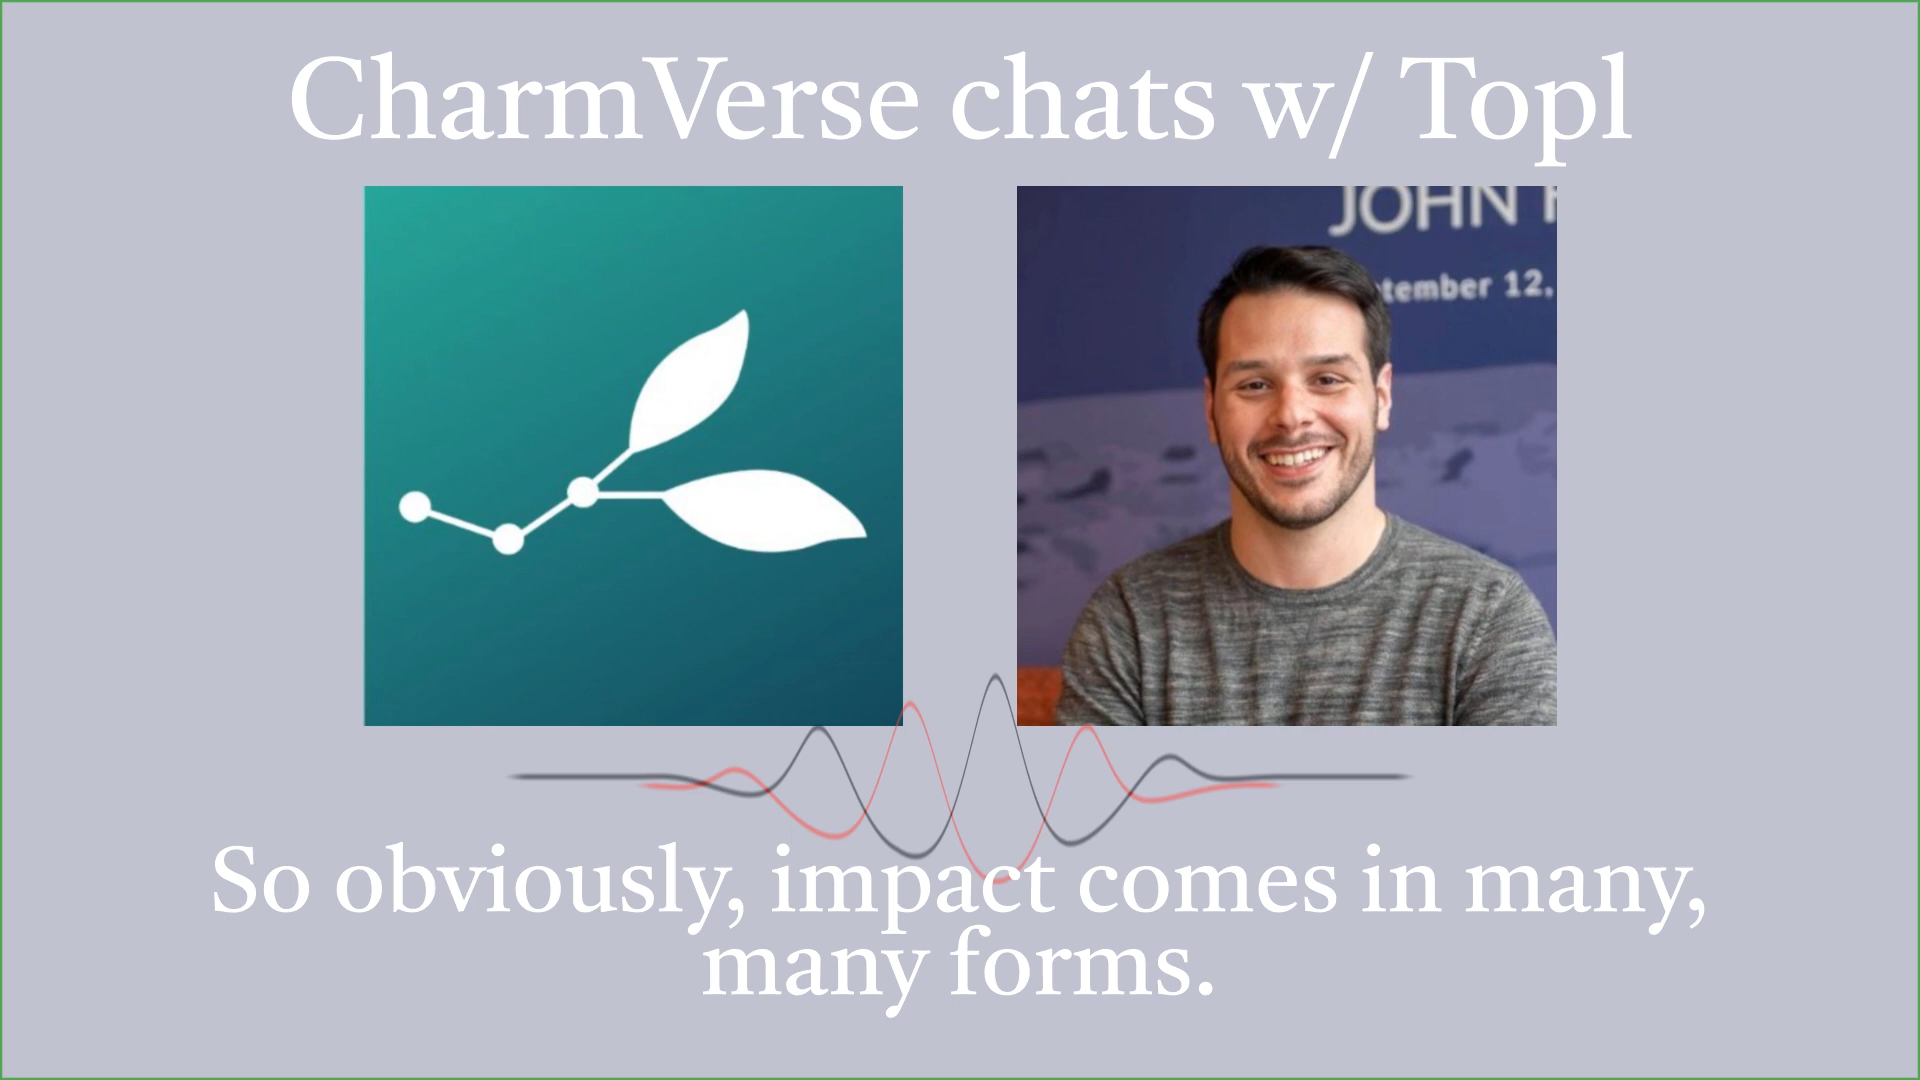 CharmVerse chats w/ Topl
JOHN
tember 12,
So obviously, impact comes in many,
many forms.